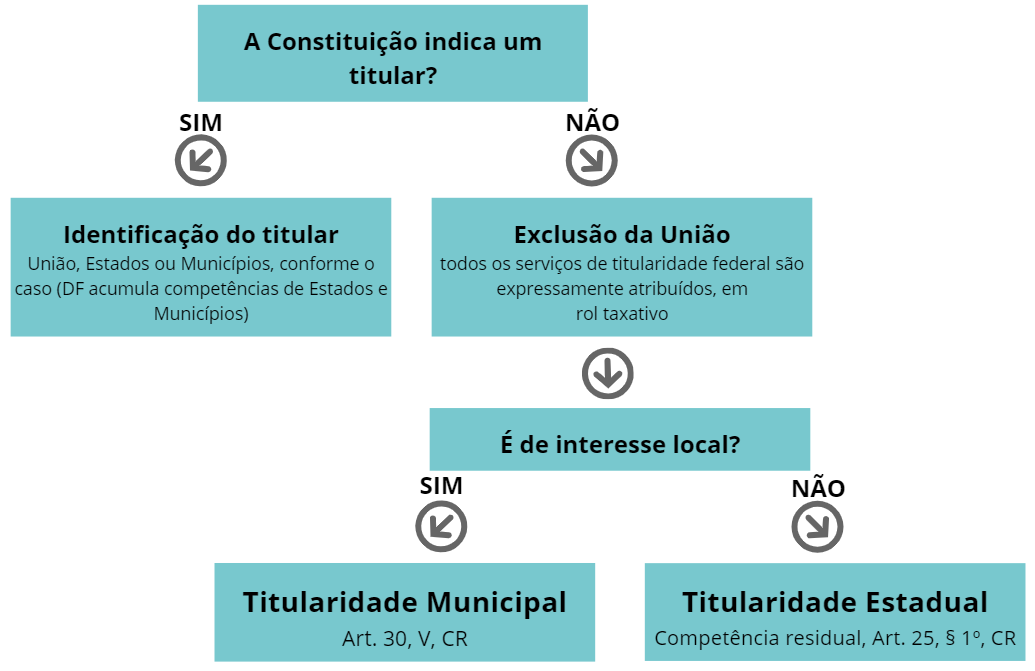 A Constituição indica um
titular?
SIM
NÃO
Identificação do titular
União, Estados ou Municípios, conforme o
caso (DF acumula competências de Estados e
Municípios)
Exclusão da União
todos os serviços de titularidade federal são
expressamente atribuídos, em
rol taxativo
É de interesse local?
SIM
NÃO
Titularidade Municipal
Art. 30, V, CR
Titularidade Estadual
Competência residual, Art. 25, § 1º, CR